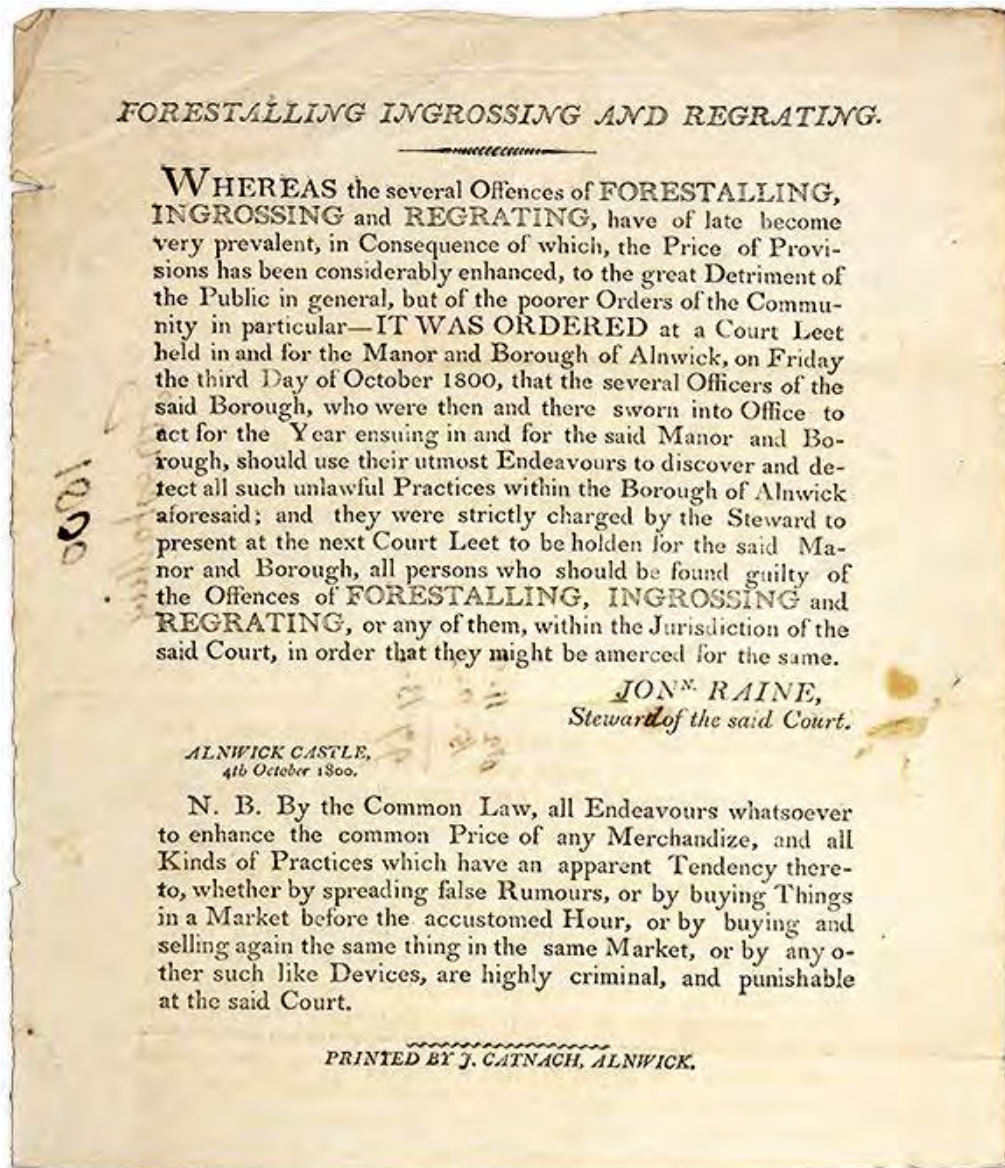 FORESTALLING INGROSSING AND REGRATING.
WHEREAS the several Offences of FORESTALLING,
INGROSSING and REGRATING, have of late become
very prevalent, in Consequence of which, the Price of Provi-
sions has been considerably enhanced, to the great Detriment of
the Public in general, but of the poorer Orders of the Commu-
nity in particular—IT WAS ORDERED at a Court Leet
held in and for the Manor and Borough of Alnwick, on Friday
the third Day of October 1800, that the several Officers of the
said Borough, who were then and there sworn into Office to
act for the Year ensuing in and for the said Manor and Bo-
rough, should use their utmost Endeavours to discover and de-
tect all such unlawful Practices within the Borough of Alnwick
aforesaid; and they were strictly charged by the Steward to
present at the next Court Leet to be holden for the said Ma-
nor and Borough, all persons who should be found guilty of
the Offences of FORESTALLING, INGROSSING and
REGRATING, or any of them, within the Jurisdiction of the
said Court, in order that they might be amerced for the same.
JONN. RAINE,
Steward of the said Court.
ALNWICK CASTLE,
4th October 1800.
N. B. By the Common Law, all Endeavours whatsoever
to enhance the common Price of any Merchandize, and all
Kinds of Practices which have an apparent Tendency there-
to, whether by spreading false Rumours, or by buying Things
in a Market before the accustomed Hour, or by buying and
selling again the same thing in the same Market, or by any o-
ther such like Devices, are highly criminal, and punishable
at the said Court.
PRINTED BY J. CATNACH, ALNWICK.
1800